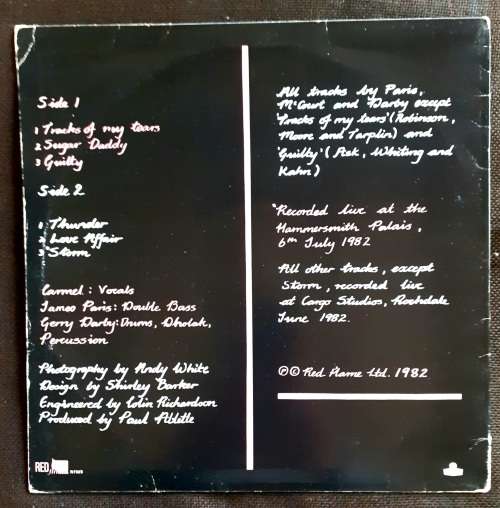 Side 1
1 Tracks of my tears
2 Sugar Daddy
3 Guilty
Side 2
1 Thunder
2 Love Affair
3 "Storm"
Carmel : Vocals
James Paris: Double Bass
Gerry Darby: Drums, Dholak,
Percussion
Photography by Andy White
Design by Shirley Barker
Engineered by Colin Richardson
Produced by Paul
RED
All tracks by Paris,
McCourt and Darby except
'Tracks of my tears' (Robinson,
Moore and Tarplin) and
'Guilty' ( Whiting and
Kahn)
"Recorded live at the
Hammersmith Palais,
6th July 1982
All other tracks, except
Storm, recorded live
at Cargo Studios, Rochdale
June 1982.
℗ © Red Flame Ltd. 1982